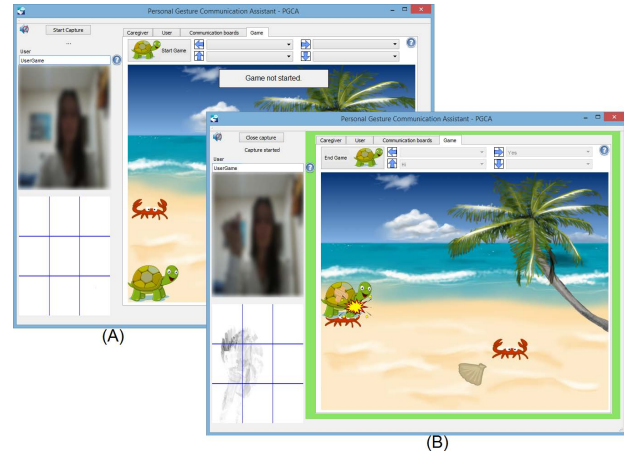 Personal Gesture Communication Assistant - PGCA
Start Capture
...
User
UserGame
Caregiver User Communication boards Game
Start Game
Game not started.
(A)
Personal Gesture Communication Assistant - PGCA
Close capture
Capture started
User
UserGame
Caregiver User Communication boards Game
End Game
Yes
Hi
(B)